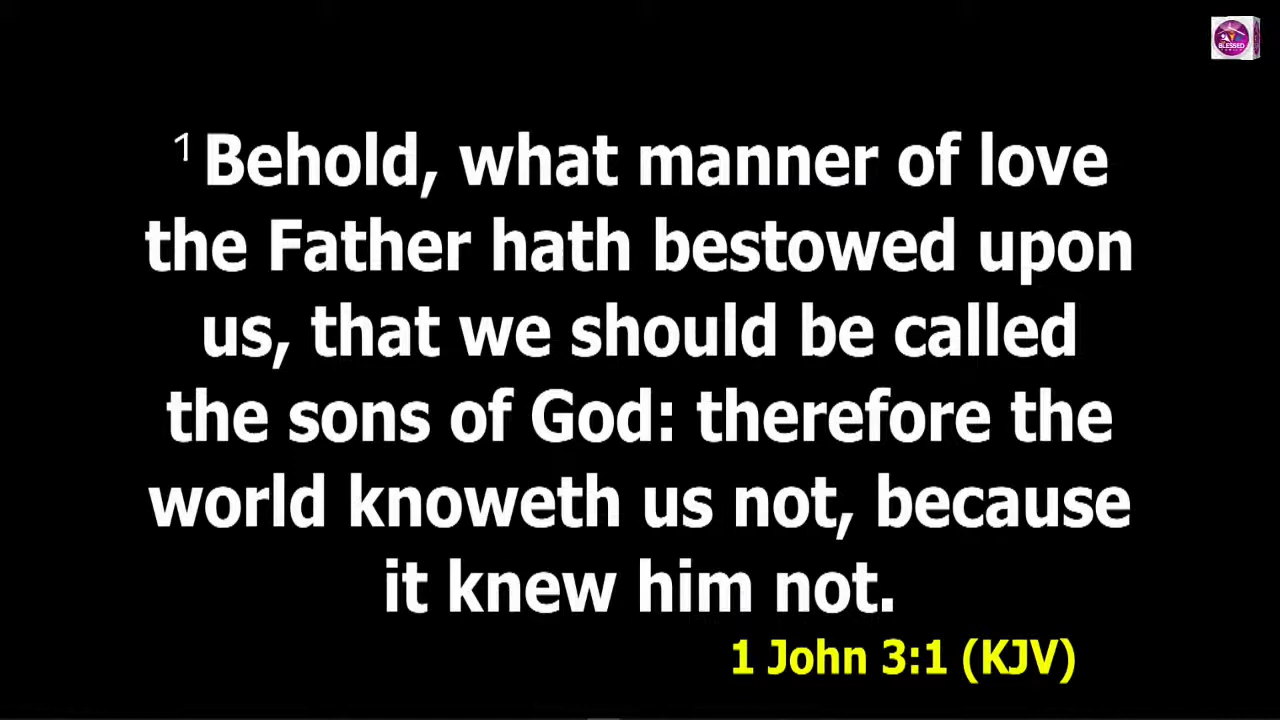 BLESSED
1 Behold, what manner of love
the Father hath bestowed upon
us, that we should be called
the sons of God: therefore the
world knoweth us not, because
it knew him not.
1 John 3:1 (KJV)